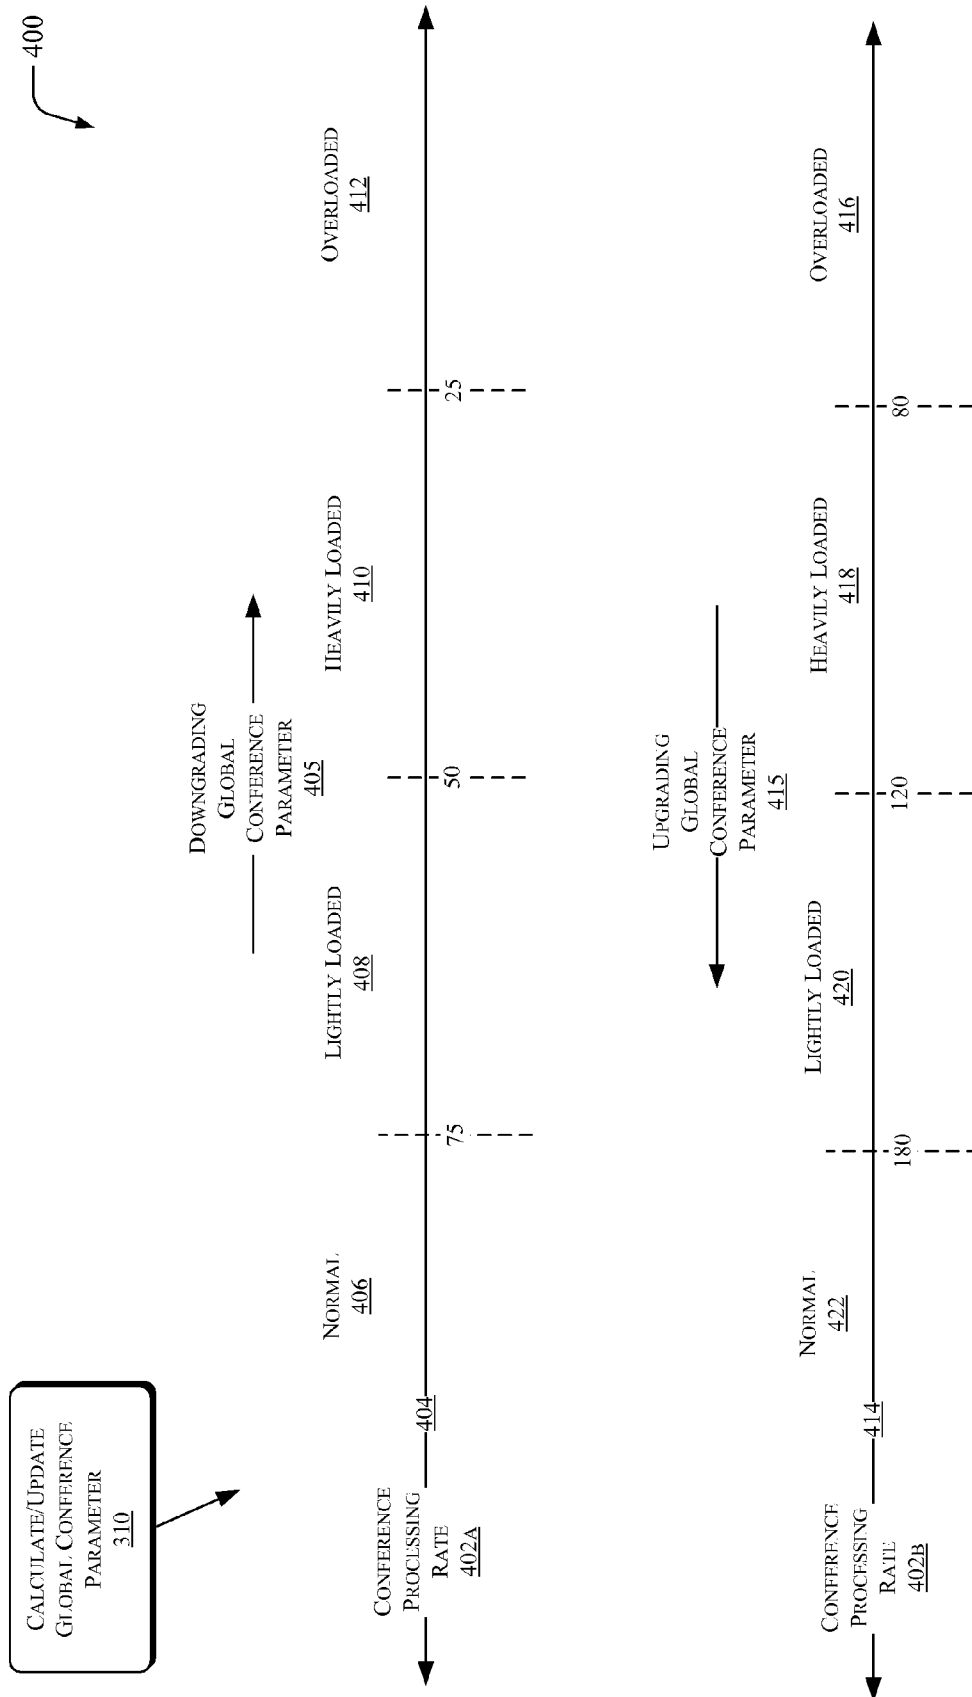 400
CALCULATE/UPDATE
GLOBAL CONFERENCE
PARAMETER
310
DOWNGRADING
GLOBAL
CONFERENCE
PARAMETER
405
NORMAL
406
LIGHTLY LOADED
408
HEAVILY LOADED
410
OVERLOADED
412
CONFERENCE
PROCESSING
RATE
402A
404
75
50
25
UPGRADING
GLOBAL
CONFERENCE
PARAMETER
415
NORMAL
422
LIGHTLY LOADED
420
HEAVILY LOADED
418
OVERLOADED
416
CONFERENCE
PROCESSING
RATE
402B
414
180
120
80